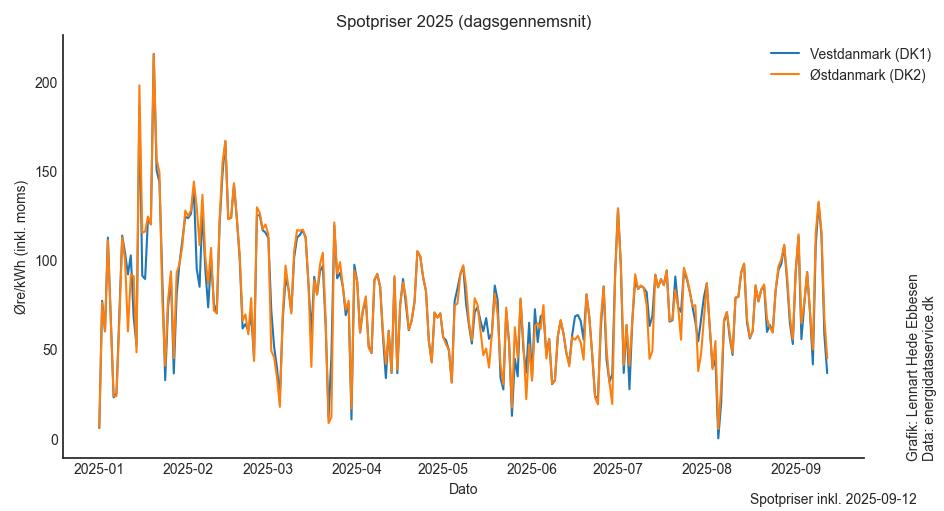 Spotpriser 2025 (dagsgennemsnit)
Vestdanmark (DK1)
Østdanmark (DK2)
Øre/kWh (inkl. moms)
200
150
100
50
0
2025-01
2025-02
2025-03
2025-04
2025-05
2025-06
2025-07
2025-08
2025-09
Dato
Grafik: Lennart Hede Ebbesen
Data: energidataservice.dk
Spotpriser inkl. 2025-09-12